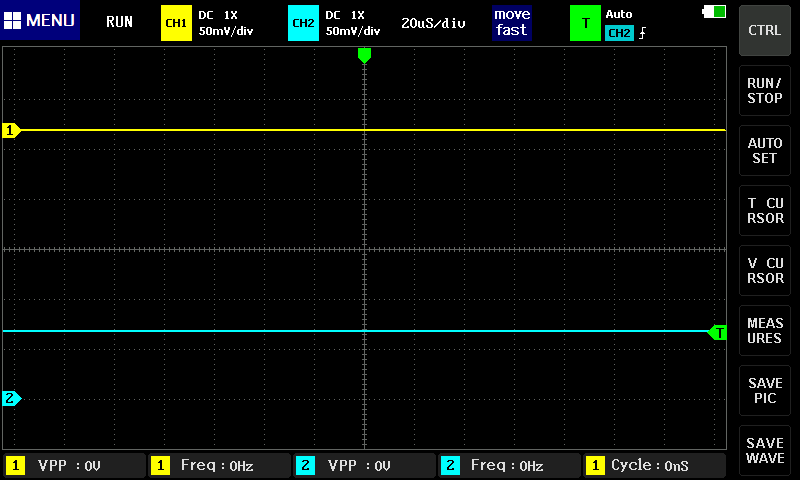 MENU RUN CH1 DC 1X 50mV/div CH2 DC 1X 50mV/div 20uS/div move fast T Auto CH2
CTRL
RUN/
STOP
1
AUTO
SET
T CU
RSOR
V CU
RSOR
T
MEAS
URES
2
SAVE
PIC
SAVE
WAVE
1 VPP :0V 1 Freq:0Hz 2 VPP :0V 2 Freq:0Hz 1 Cycle:0nS